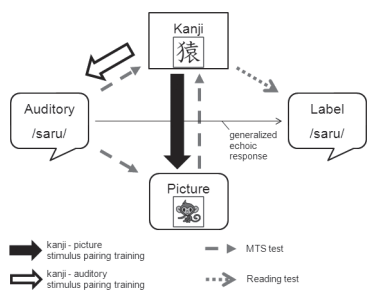 Kanji
猿
Auditory
/saru/
Label
/saru/
generalized
echoic
response
Picture
kanji - picture
stimulus pairing training
MTS test
kanji - auditory
stimulus pairing training
Reading test